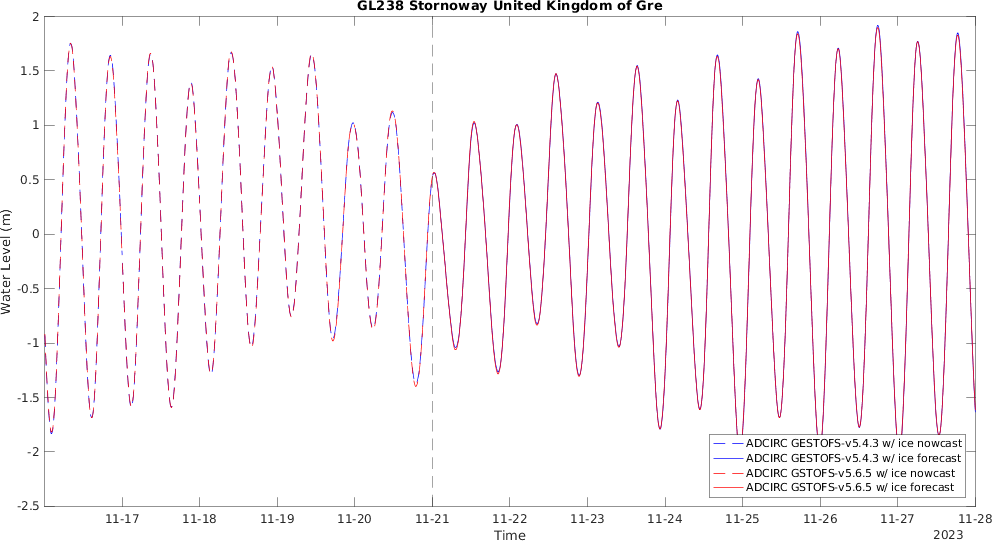 GL238 Stornoway United Kingdom of Gre
2
1.5
1
0.5
0
-0.5
-1
-1.5
-2
-2.5
Water Level (m)
ADCIRC GESTOFS-v5.4.3 w/ ice nowcast
ADCIRC GESTOFS-v5.4.3 w/ ice forecast
ADCIRC GSTOFS-v5.6.5 w/ ice nowcast
ADCIRC GSTOFS-v5.6.5 w/ ice forecast
11-17 11-18 11-19 11-20 11-21 11-22 11-23 11-24 11-25 11-26 11-27 11-28
Time
2023